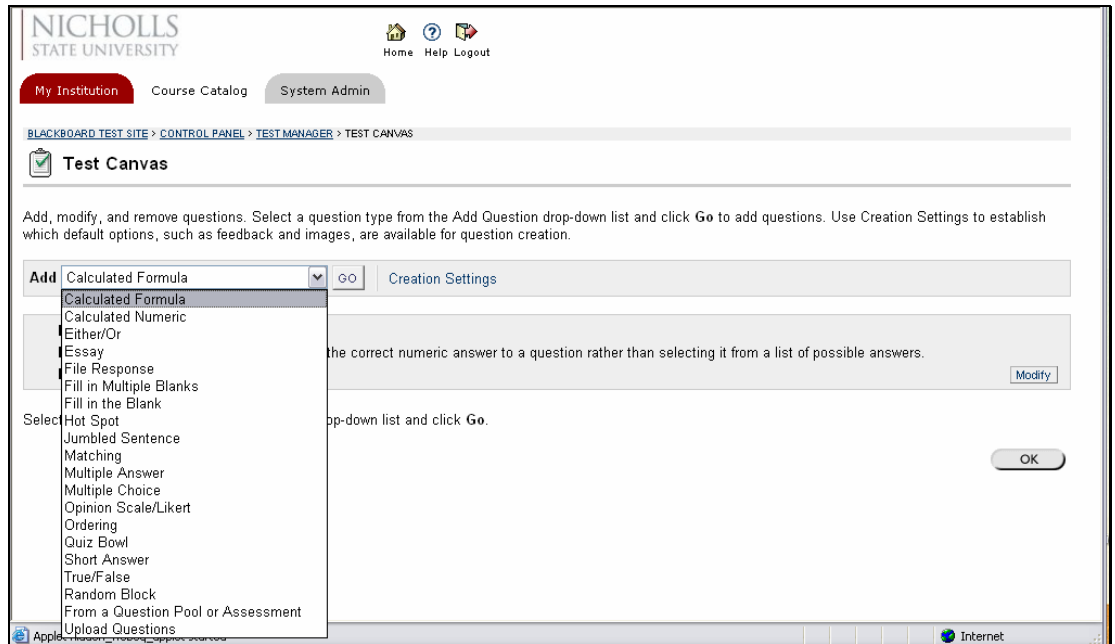 NICHOLLS
STATE UNIVERSITY
Home Help Logout
My Institution Course Catalog System Admin
BLACKBOARD TEST SITE > CONTROL PANEL > TEST MANAGER > TEST CANVAS
Test Canvas
Add, modify, and remove questions. Select a question type from the Add Question drop-down list and click Go to add questions. Use Creation Settings to establish
which default options, such as feedback and images, are available for question creation.
Add Calculated Formula GO Creation Settings
Calculated Formula
Calculated Numeric
Either/Or
Essay
the correct numeric answer to a question rather than selecting it from a list of possible answers.
File Response
Modify
Fill in Multiple Blanks
Fill in the Blank
Select
Hot Spot
op-down list and click Go.
Jumbled Sentence
Matching
OK
Multiple Answer
Multiple Choice
Opinion Scale/Likert
Ordering
Quiz Bowl
Short Answer
True/False
Random Block
From a Question Pool or Assessment
Upload Questions
Internet